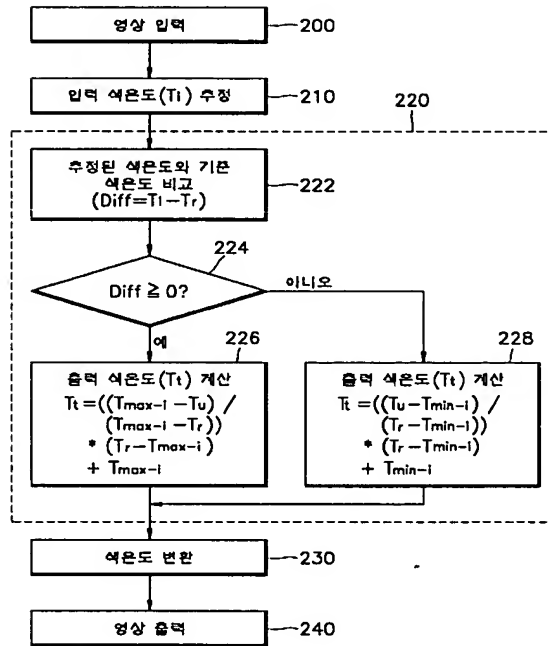 영상 입력
200
입력 색온도(Ti) 추정
210
220
추정된 색온도와 기준
색온도 비교
(Diff=Ti-Tr)
222
224
Diff ≧ 0?
아니오
예
226
출력 색온도(Tt) 계산
Tt =((Tmax-i -Tu) /
(Tmax-i -Tr))
* (Tr-Tmax-i)
+ Tmax-i
228
출력 색온도(Tt) 계산
Tt =((Tu-Tmin-i) /
(Tr-Tmin-i))
* (Tr-Tmin-i)
+ Tmin-i
색온도 변환
230
영상 출력
240